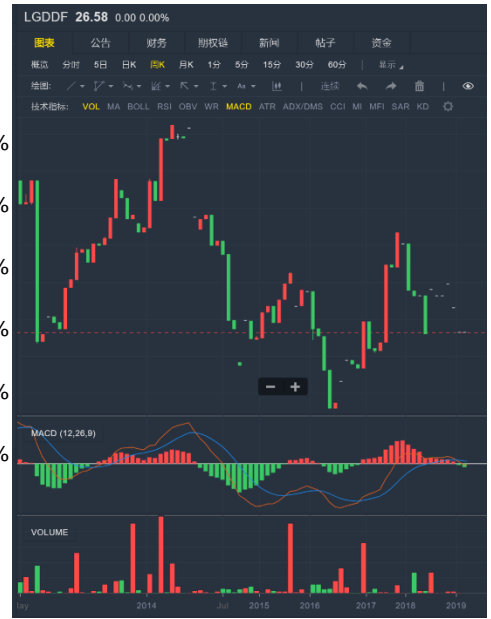 LGDDF 26.58 0.00 0.00%
图表 公告 财务 期权链 新闻 帖子 资金
概览 分时 5日 日K 周K 月K 1分 5分 15分 30分 60分 | 显示
绘图: Aa 连续
技术指标: VOL MA BOLL RSI OBV WR MACD ATR ADX/DMS CCI MI MFI SAR KD
%
%
%
%
%
− +
MACD (12,26,9)
%
VOLUME
lay 2014 Jul 2015 2016 2017 2018 2019